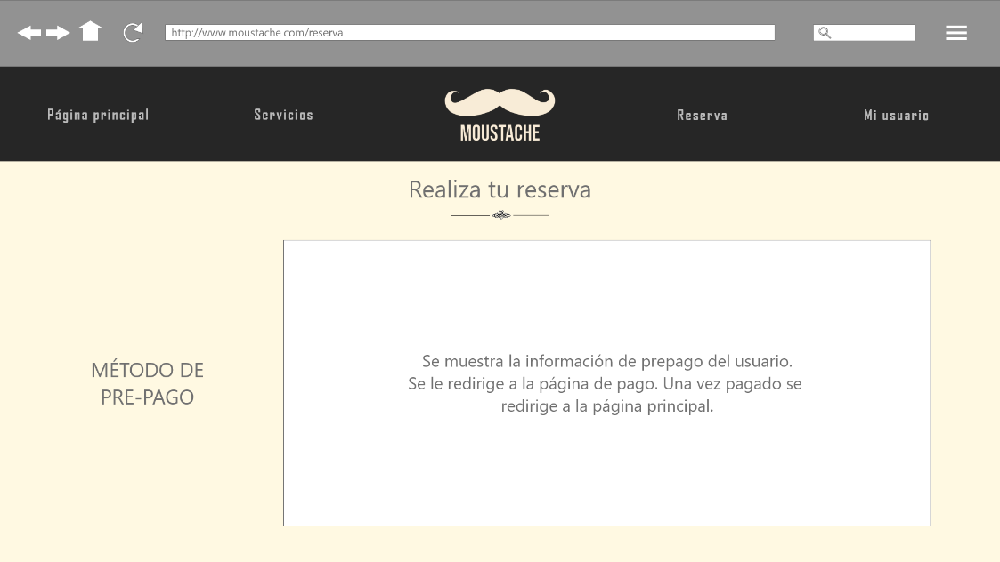 http://www.moustache.com/reserva
Página principal
Servicios
MOUSTACHE
Reserva
Mi usuario
Realiza tu reserva
MÉTODO DE
PRE-PAGO
Se muestra la información de prepago del usuario.
Se le redirige a la página de pago. Una vez pagado se
redirige a la página principal.